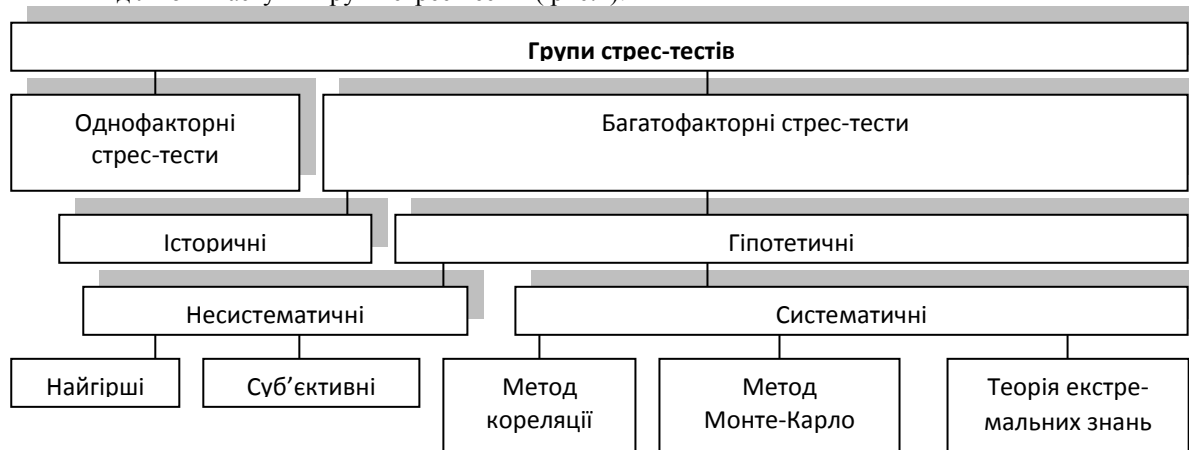 Групи стрес-тестів
Однофакторні
стрес-тести
Багатофакторні стрес-тести
Історичні
Гіпотетичні
Несистематичні
Систематичні
Найгірші
Суб’єктивні
Метод
кореляції
Метод
Монте-Карло
Теорія екстре-
мальних знань